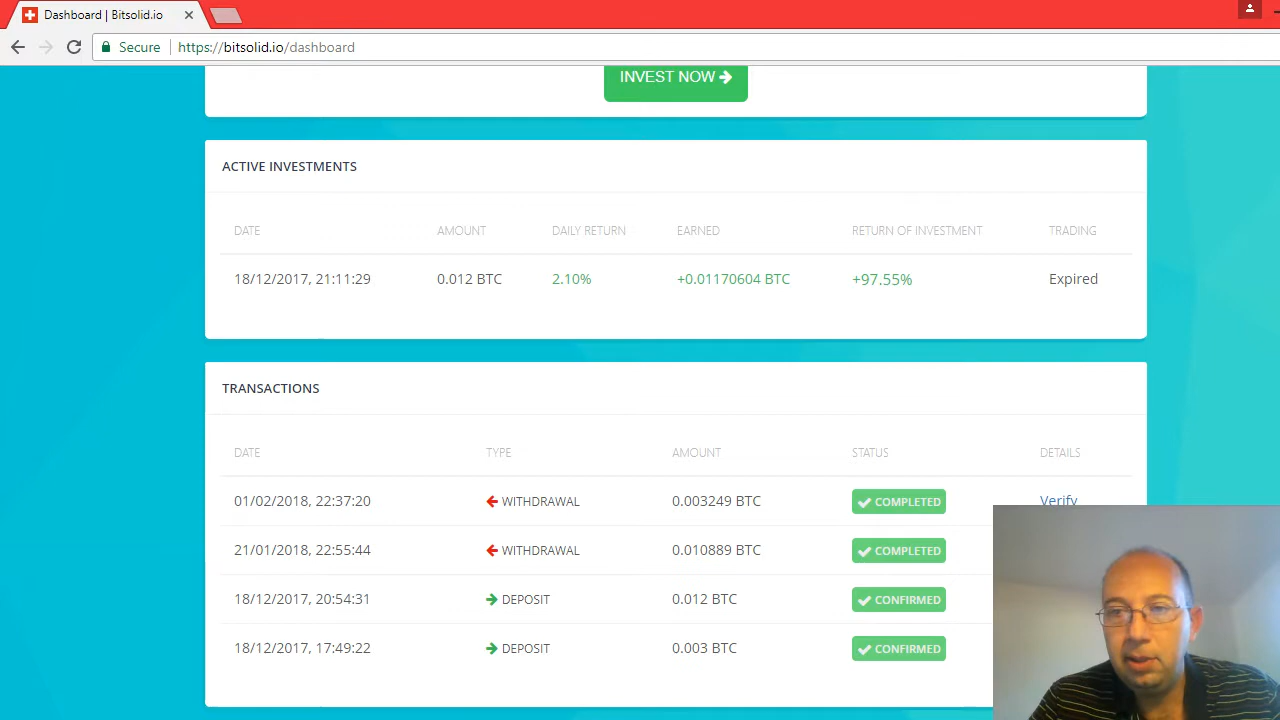 Dashboard | Bitsolid.io
Secure https://bitsolid.io/dashboard
INVEST NOW
ACTIVE INVESTMENTS
DATE AMOUNT DAILY RETURN EARNED RETURN OF INVESTMENT TRADING
18/12/2017, 21:11:29 0.012 BTC 2.10% +0.01170604 BTC +97.55% Expired
TRANSACTIONS
DATE TYPE AMOUNT STATUS DETAILS
01/02/2018, 22:37:20 WITHDRAWAL 0.003249 BTC COMPLETED Verify
21/01/2018, 22:55:44 WITHDRAWAL 0.010889 BTC COMPLETED
18/12/2017, 20:54:31 DEPOSIT 0.012 BTC CONFIRMED
18/12/2017, 17:49:22 DEPOSIT 0.003 BTC CONFIRMED